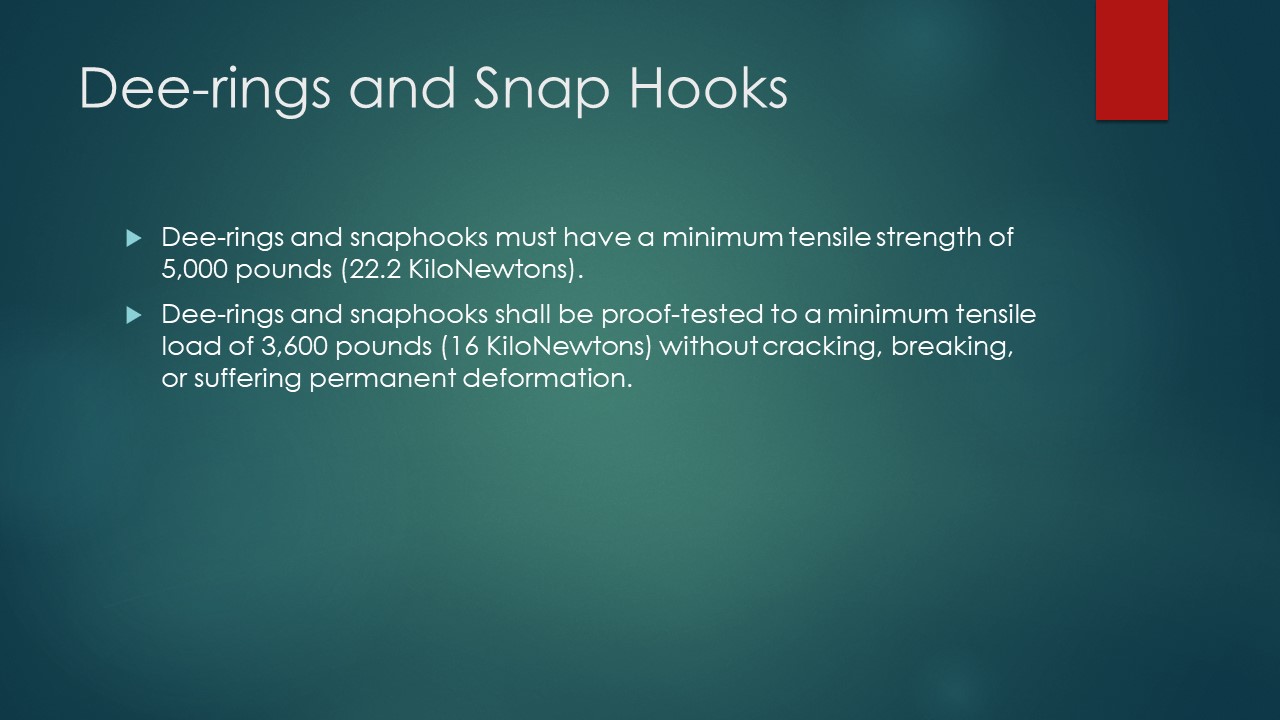 Dee-rings and Snap Hooks
Dee-rings and snaphooks must have a minimum tensile strength of
5,000 pounds (22.2 KiloNewtons).
Dee-rings and snaphooks shall be proof-tested to a minimum tensile
load of 3,600 pounds (16 KiloNewtons) without cracking, breaking,
or suffering permanent deformation.